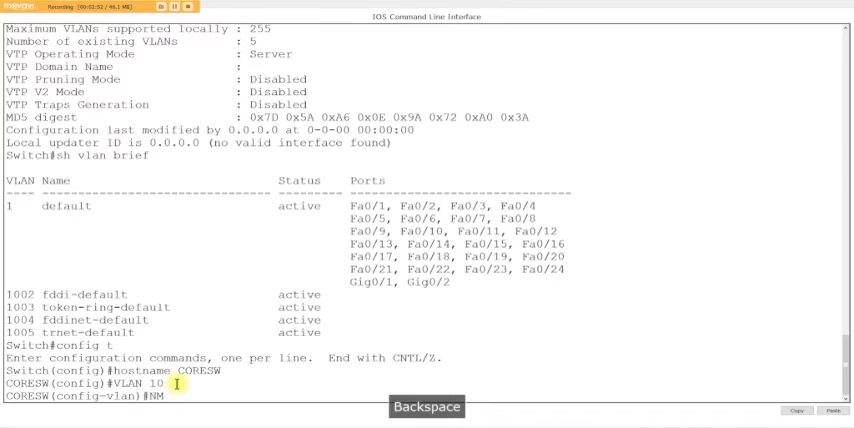 movavi Recording [00:02:52 / 46.1 MB]
IOS Command Line Interface
Maximum VLANs supported locally : 255
Number of existing VLANs : 5
VTP Operating Mode : Server
VTP Domain Name :
VTP Pruning Mode : Disabled
VTP V2 Mode : Disabled
VTP Traps Generation : Disabled
MD5 digest : 0x7D 0x5A 0xA6 0x0E 0x9A 0x72 0xA0 0x3A
Configuration last modified by 0.0.0.0 at 0-0-00 00:00:00
Local updater ID is 0.0.0.0 (no valid interface found)
Switch#sh vlan brief
VLAN Name Status Ports
---- -------------------------------- --------- -------------------------------
1 default active Fa0/1, Fa0/2, Fa0/3, Fa0/4
Fa0/5, Fa0/6, Fa0/7, Fa0/8
Fa0/9, Fa0/10, Fa0/11, Fa0/12
Fa0/13, Fa0/14, Fa0/15, Fa0/16
Fa0/17, Fa0/18, Fa0/19, Fa0/20
Fa0/21, Fa0/22, Fa0/23, Fa0/24
Gig0/1, Gig0/2
1002 fddi-default active
1003 token-ring-default active
1004 fddinet-default active
1005 trnet-default active
Switch#config t
Enter configuration commands, one per line. End with CNTL/Z.
Switch(config)#hostname CORESW
CORESW(config)#VLAN 10
CORESW(config-vlan)#NM
Backspace
Copy Paste